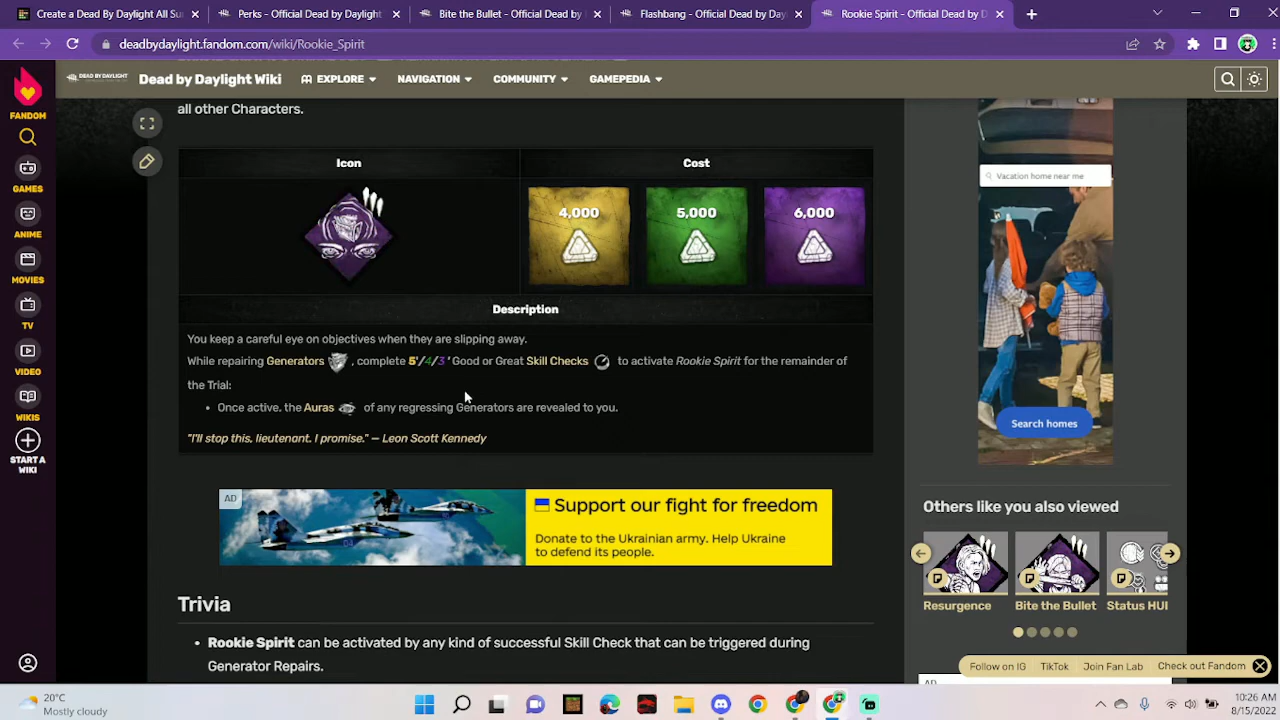 Create a Dead by Daylight All Su
Perks - Official Dead by Daylight
Bite the Bullet - Official Dead by
Flashbang - Official Dead by Day
Rookie Spirit - Official Dead by D
deadbydaylight.fandom.com/wiki/Rookie_Spirit
FANDOM
DEAD BY DAYLIGHT
Dead by Daylight Wiki
EXPLORE
NAVIGATION
COMMUNITY
GAMEPEDIA
GAMES
ANIME
MOVIES
TV
VIDEO
WIKIS
START A
WIKI
all other Characters.
Icon
Cost
4,000
5,000
6,000
Description
You keep a careful eye on objectives when they are slipping away.
While repairing Generators , complete 5 /4/3 Good or Great Skill Checks to activate Rookie Spirit for the remainder of
the Trial:
• Once active, the Auras of any regressing Generators are revealed to you.
"I'll stop this, lieutenant. I promise." — Leon Scott Kennedy
AD
Support our fight for freedom
Donate to the Ukrainian army. Help Ukraine
to defend its people.
Trivia
• Rookie Spirit can be activated by any kind of successful Skill Check that can be triggered during
Generator Repairs.
Vacation home near me
Search homes
Others like you also viewed
Resurgence
Bite the Bullet
Status HUI
Follow on IG
TikTok
Join Fan Lab
Check out Fandom
AD
20°C
Mostly cloudy
10:26 AM
8/15/2022